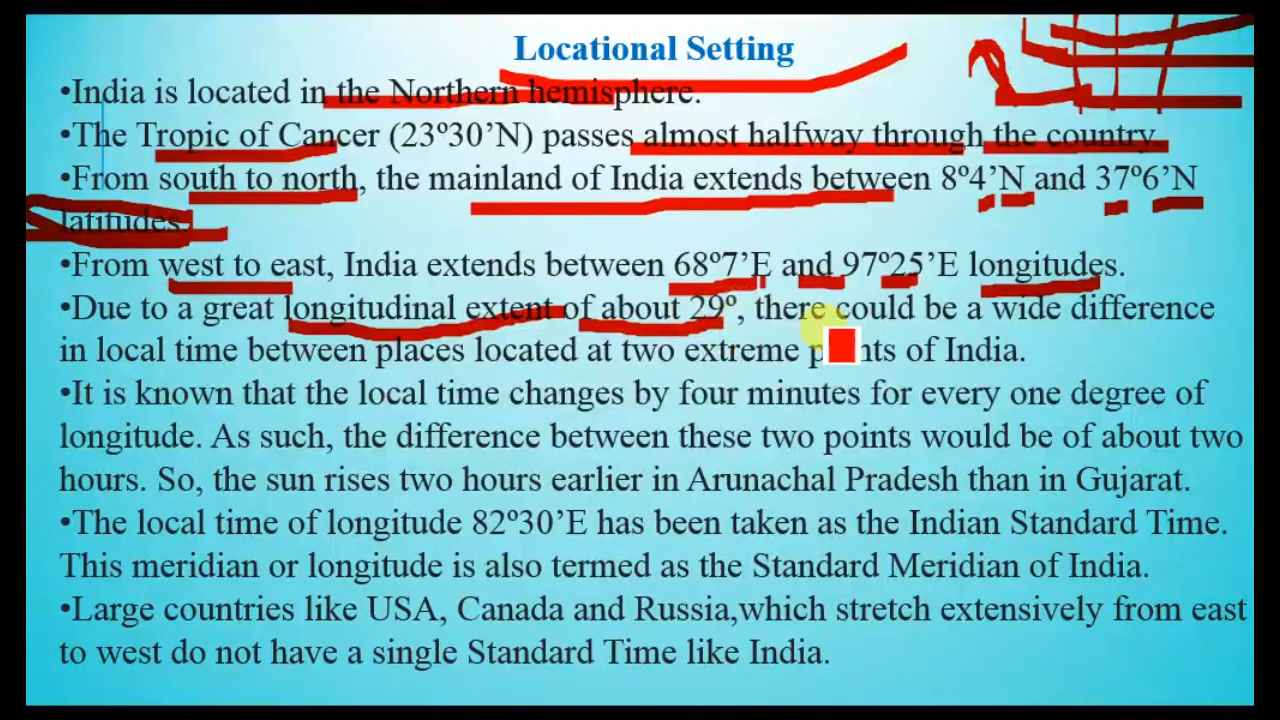 Locational Setting
•India is located in the Northern hemisphere.
•The Tropic of Cancer (23º30’N) passes almost halfway through the country.
•From south to north, the mainland of India extends between 8º4’N and 37º6’N
latitudes.
•From west to east, India extends between 68º7’E and 97º25’E longitudes.
•Due to a great longitudinal extent of about 29º, there could be a wide difference
in local time between places located at two extreme points of India.
•It is known that the local time changes by four minutes for every one degree of
longitude. As such, the difference between these two points would be of about two
hours. So, the sun rises two hours earlier in Arunachal Pradesh than in Gujarat.
•The local time of longitude 82º30’E has been taken as the Indian Standard Time.
This meridian or longitude is also termed as the Standard Meridian of India.
•Large countries like USA, Canada and Russia,which stretch extensively from east
to west do not have a single Standard Time like India.